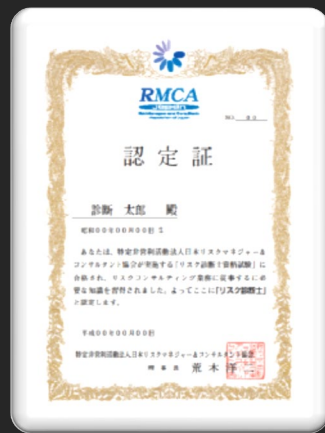 RMCA
認定証
診断 太郎 殿
昭和00年00月00日生
あなたは、特定非営利活動法人日本リスクマネジャー&
コンサルタント協会が実施する「リスク診断士資格試験」に
合格され、リスクコンサルティング業務に従事するに必
要な知識を習得されました。よってここに「リスク診断士」
と認定します。
平成00年00月00日
特定非営利活動法人日本リスクマネジャー&コンサルタント協会
理事長 荒木